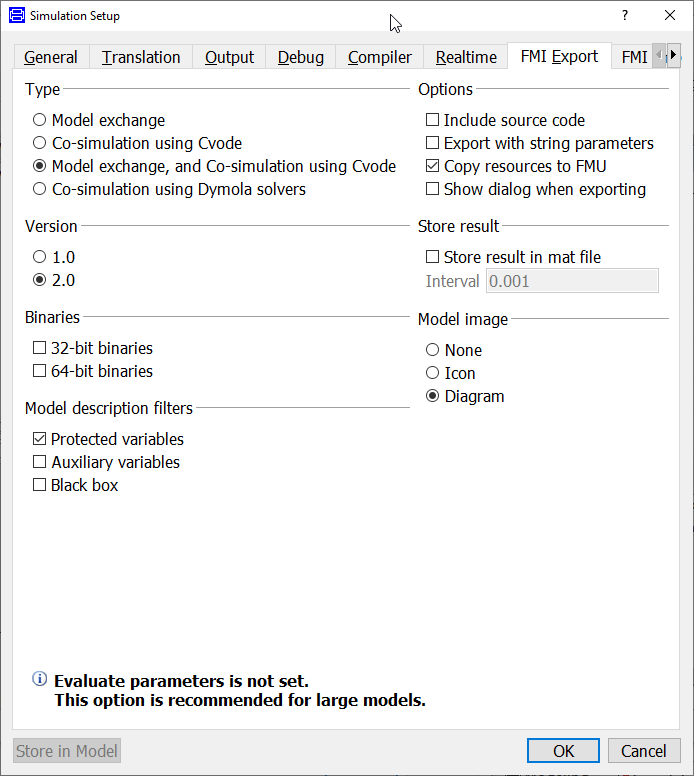 Simulation Setup
?
General
Translation
Output
Debug
Compiler
Realtime
FMI Export
FMI
Type
Model exchange
Co-simulation using Cvode
Model exchange, and Co-simulation using Cvode
Co-simulation using Dymola solvers
Version
1.0
2.0
Binaries
32-bit binaries
64-bit binaries
Model description filters
Protected variables
Auxiliary variables
Black box
Options
Include source code
Export with string parameters
Copy resources to FMU
Show dialog when exporting
Store result
Store result in mat file
Interval 0.001
Model image
None
Icon
Diagram
Evaluate parameters is not set.
This option is recommended for large models.
Store in Model
OK
Cancel